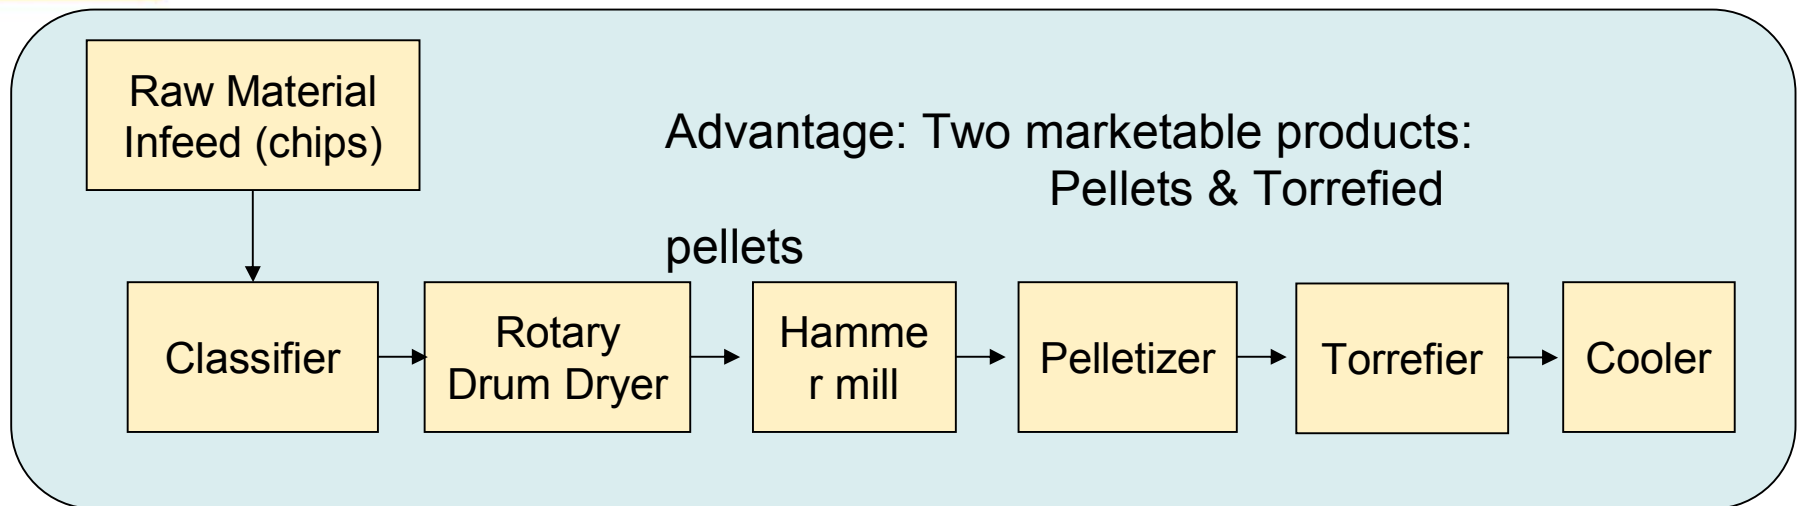 Raw Material
Infeed (chips)
Advantage: Two marketable products:
Pellets & Torrefied
pellets
Classifier
Rotary
Drum Dryer
Hamme
r mill
Pelletizer
Torrefier
Cooler